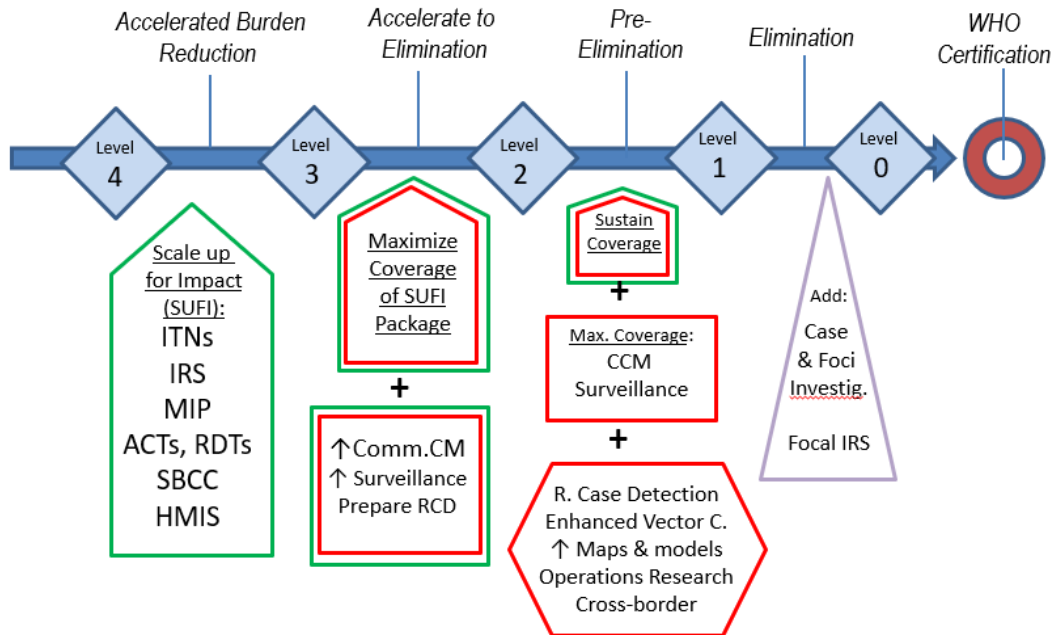 Accelerated Burden
Reduction
Accelerate to
Elimination
Pre-
Elimination
Elimination
WHO
Certification
Level
4
Level
3
Level
2
Level
1
Level
0
Scale up
for Impact
(SUFI):
ITNs
IRS
MIP
ACTs, RDTs
SBCC
HMIS
Maximize
Coverage
of SUFI
Package
+
↑Comm.CM
↑ Surveillance
Prepare RCD
Sustain
Coverage
+
Max. Coverage:
CCM
Surveillance
+
R. Case Detection
Enhanced Vector C.
↑ Maps & models
Operations Research
Cross-border
Add:
Case
& Foci
Investig.
Focal IRS